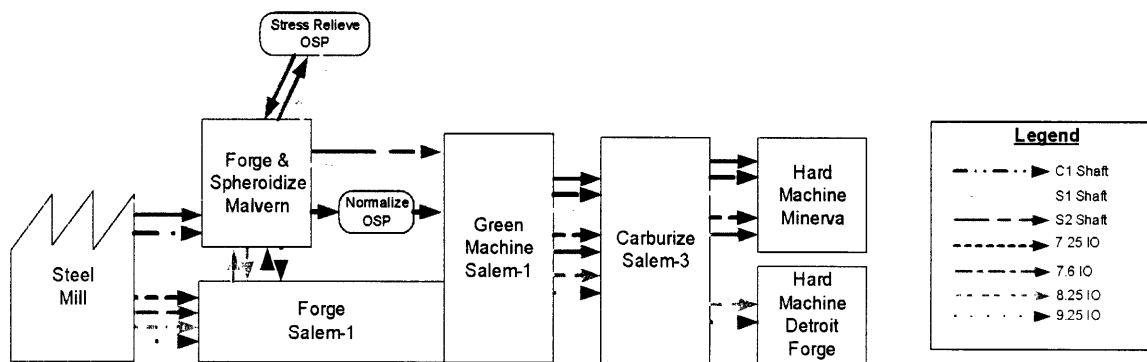 Stress Relieve
OSP
Forge &
Spheroidize
Malvern
Normalize
OSP
Steel
Mill
Forge
Salem-1
Green
Machine
Salem-1
Carburize
Salem-3
Hard
Machine
Minerva
Hard
Machine
Detroit
Forge
Legend
C1 Shaft
S1 Shaft
S2 Shaft
7.25 IO
7.6 IO
8.25 IO
9.25 IO